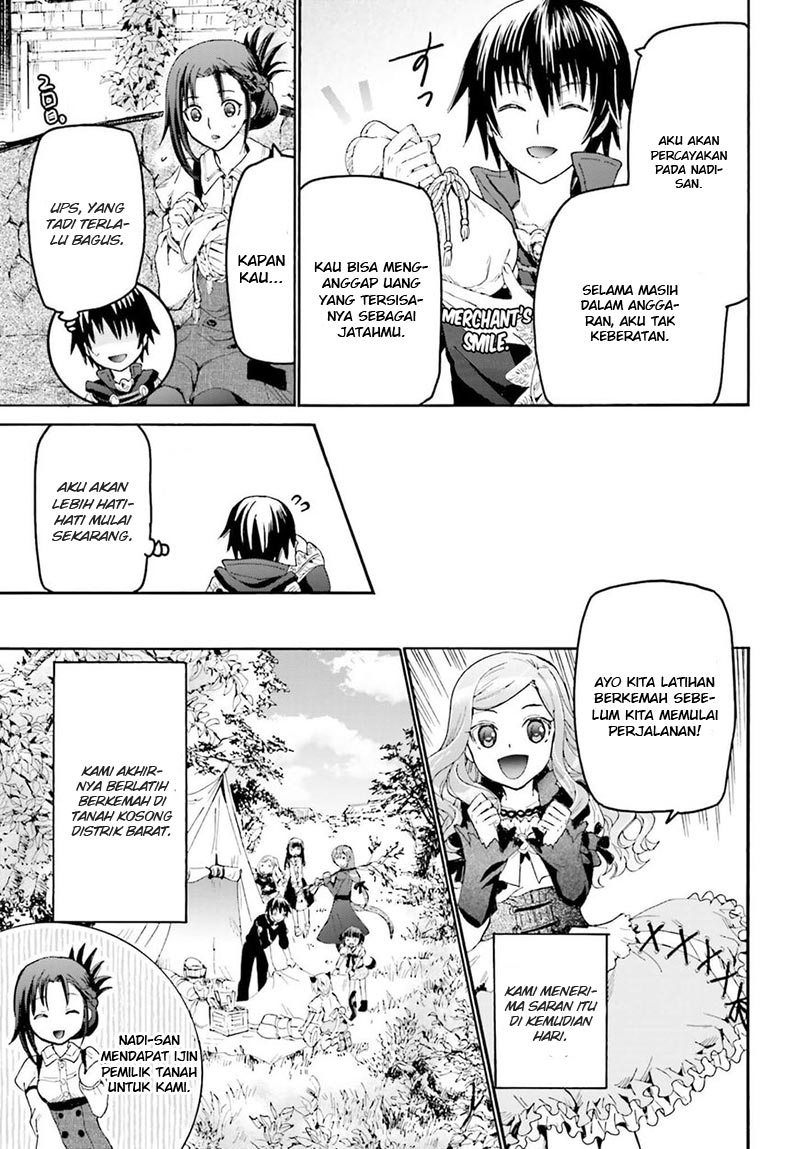 AKU AKAN
PERCAYAKAN
PADA NADI-
SAN.
SELAMA MASIH
DALAM ANGGA-
RAN, AKU TAK
KEBERATAN.
すっ
KAU BISA MENG-
ANGGAP UANG
YANG TERSISA-
NYA SEBAGAI
JATAHMU.
MERCHANT'S
SMILE.
KAPAN
KAU...
UPS, YANG
TADI TERLA-
LU BAGUS.
AKU AKAN
LEBIH HATI-
HATI MULAI
SEKARANG.
AYO KITA LATIHAN
BERKEMAH SEBE-
LUM KITA MEMULAI
PERJALANAN!
KAMI MENERI-
MA SARAN ITU
DI KEMUDIAN
HARI.
KAMI AKHIR-
NYA BERLATIH
BERKEMAH DI
TANAH KOSONG
DISTRIK BARAT.
NADI-SAN
MENDAPAT IJIN
PEMILIK TANAH
UNTUK KAMI.